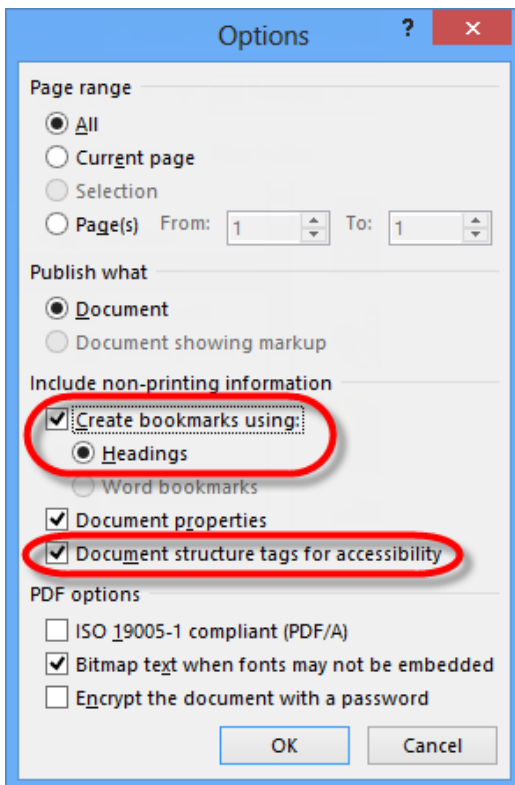 Options ?
Page range
All
Current page
Selection
Page(s) From: 1 To: 1
Publish what
Document
Document showing markup
Include non-printing information
Create bookmarks using:
Headings
Word bookmarks
Document properties
Document structure tags for accessibility
PDF options
ISO 19005-1 compliant (PDF/A)
Bitmap text when fonts may not be embedded
Encrypt the document with a password
OK Cancel